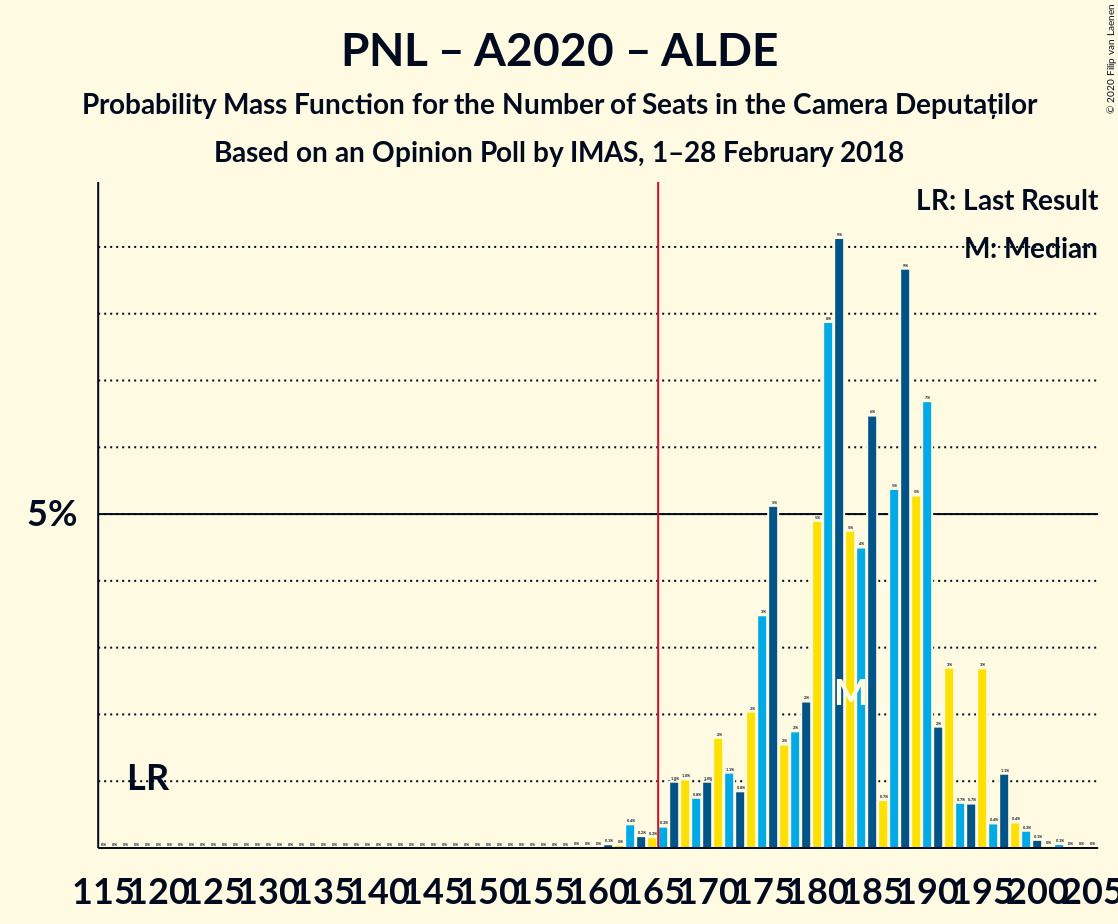 PNL – A2020 – ALDE
Probability Mass Function for the Number of Seats in the Camera Deputaților
Based on an Opinion Poll by IMAS, 1–28 February 2018
© 2020 Filip van Laenen
LR: Last Result
M: Median
5%
LR
M
115 120 125 130 135 140 145 150 155 160 165 170 175 180 185 190 195 200 205